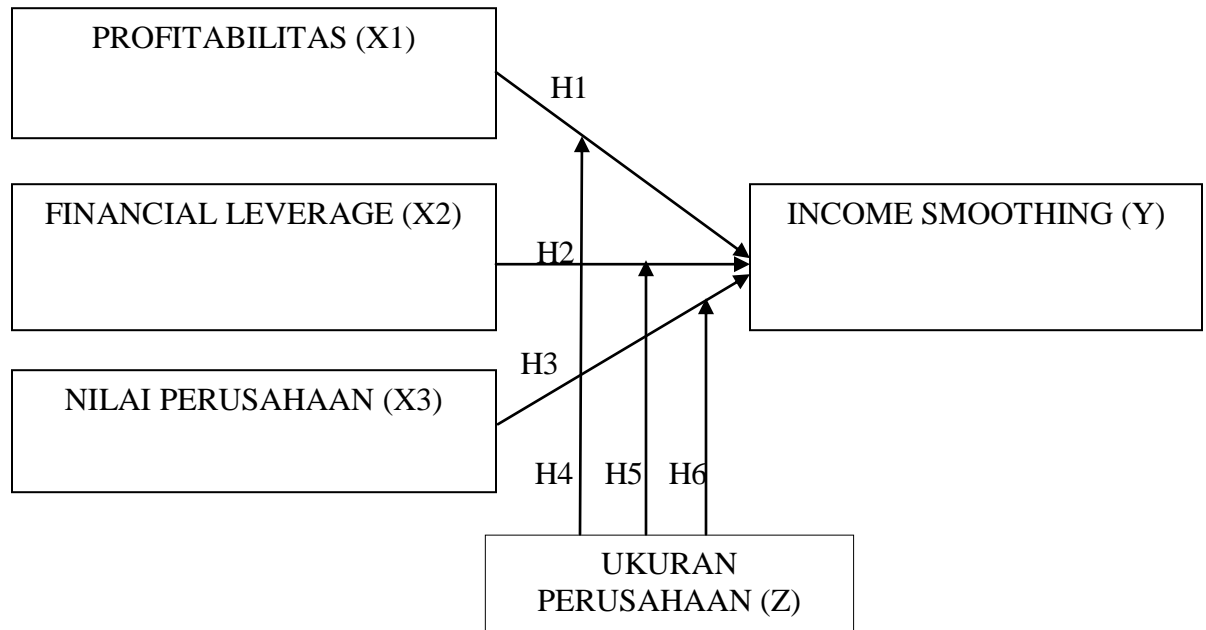 PROFITABILITAS (X1)
H1
FINANCIAL LEVERAGE (X2)
INCOME SMOOTHING (Y)
H2
H3
NILAI PERUSAHAAN (X3)
H4
H5
H6
UKURAN
PERUSAHAAN (Z)